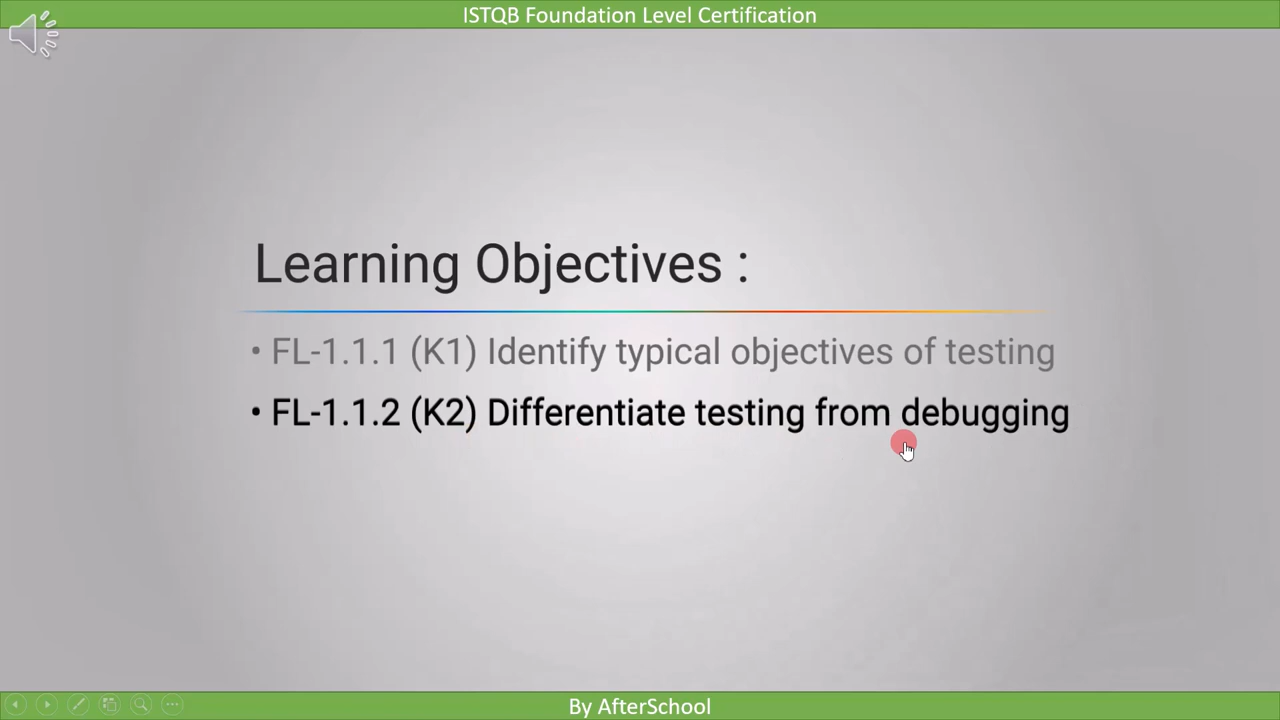 ISTQB Foundation Level Certification
Learning Objectives :
• FL-1.1.1 (K1) Identify typical objectives of testing
• FL-1.1.2 (K2) Differentiate testing from debugging
By AfterSchool